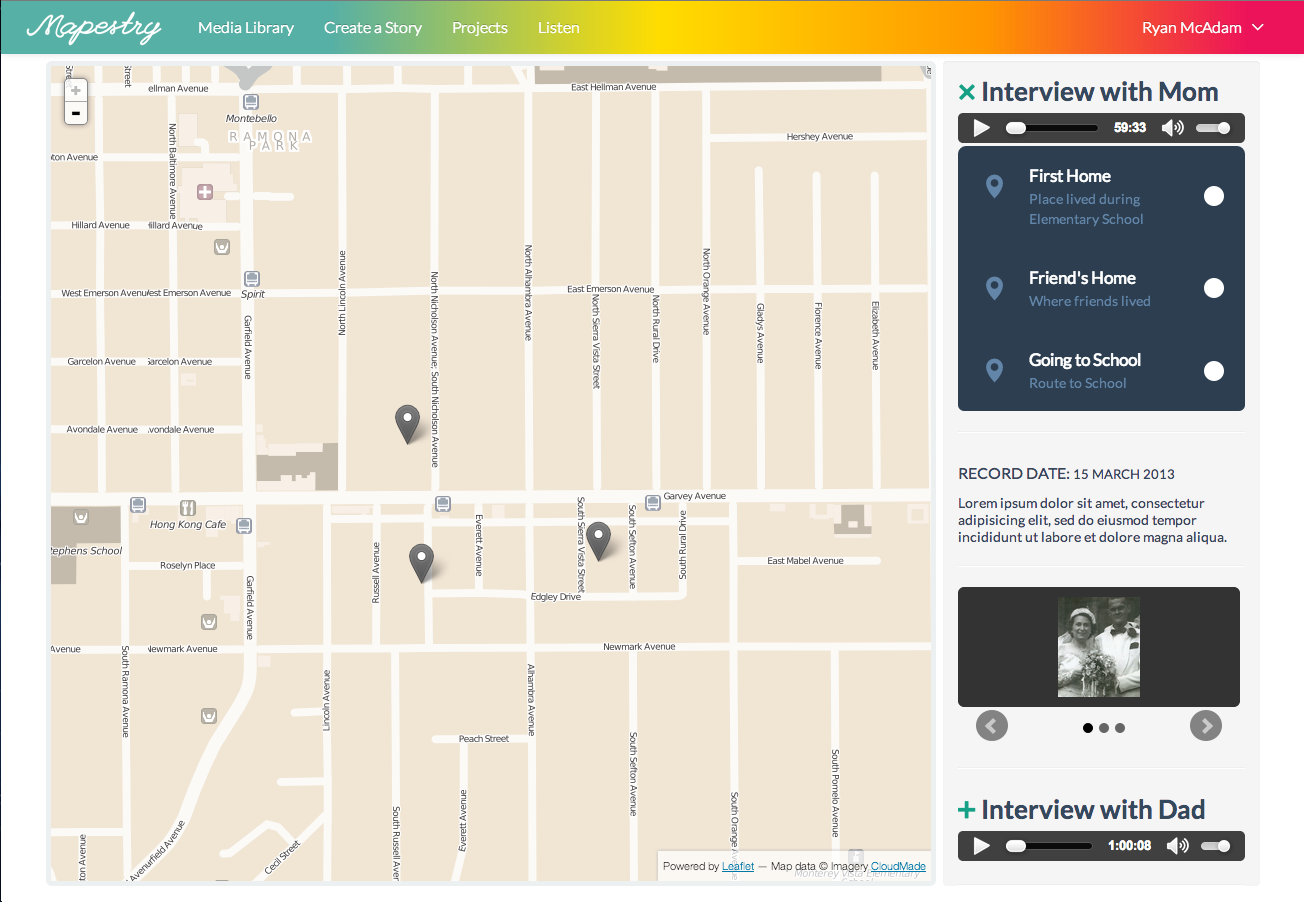 Mapestry
Media Library
Create a Story
Projects
Listen
Ryan McAdam
+
-
Street
ellman Avenue
East Hellman Avenue
Montebello
RAMONA
PARK
Hershey Avenue
ton Avenue
North Baltimore Avenue
Hillard Avenue
Hillard Avenue
West Emerson Avenu
est Emerson Avenue
Spirit
East Emerson Avenue
North Lincoln Avenue
North Nicholson Avenue; South Nicholson Avenue
North Alhambra Avenue
North Sierra Vista Street
North Rural Drive
North Orange Avenue
Gladys Avenue
Florence Avenue
Elizabeth Avenue
Garfield Avenue
Garcelon Avenue
Garcelon Avenue
Avondale Avenue
Avondale Avenue
Garvey Avenue
Hong Kong Cafe
tephens School
Roselyn Place
Russell Avenue
Everett Avenue
South Sierra Vista Street
South Sefton Avenue
South Rural Drive
East Mabel Avenue
Edgley Drive
Garfield Avenue
Avenue
Newmark Avenue
Newmark Avenue
South Ramona Avenue
Lincoln Avenue
Alhambra Avenue
Peach Street
South Sefton Avenue
South Pomelo Avenue
South Orange Avenue
Everett Avenue
South Russell Aven
Cecil Street
ton Avenue
Avenue
rfield Avenue
Monterey Vista Elementary
School
Powered by Leaflet — Map data © Imagery CloudMade
× Interview with Mom
59:33
First Home
Place lived during
Elementary School
Friend's Home
Where friends lived
Going to School
Route to School
RECORD DATE: 15 MARCH 2013
Lorem ipsum dolor sit amet, consectetur
adipisicing elit, sed do eiusmod tempor
incididunt ut labore et dolore magna aliqua.
+ Interview with Dad
1:00:08